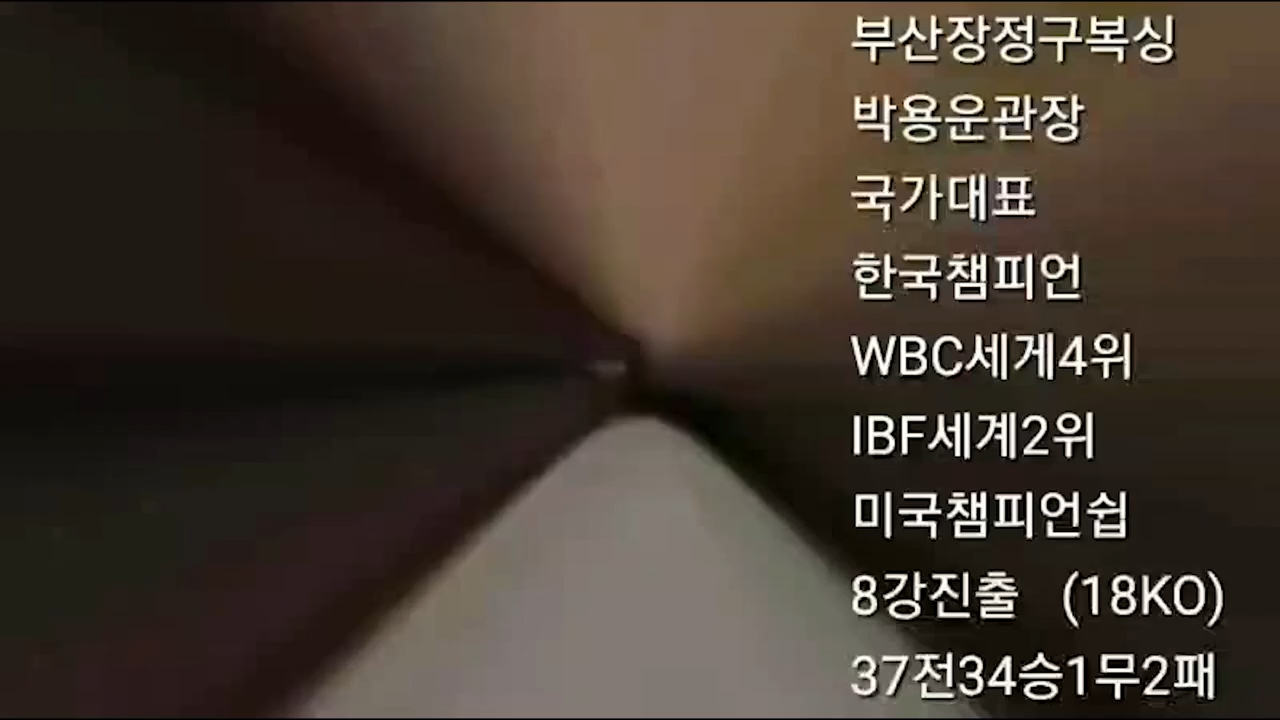 부산장정구복싱
박용운관장
국가대표
한국챔피언
WBC세게4위
IBF세계2위
미국챔피언쉽
8강진출 (18KO)
37전34승1무2패